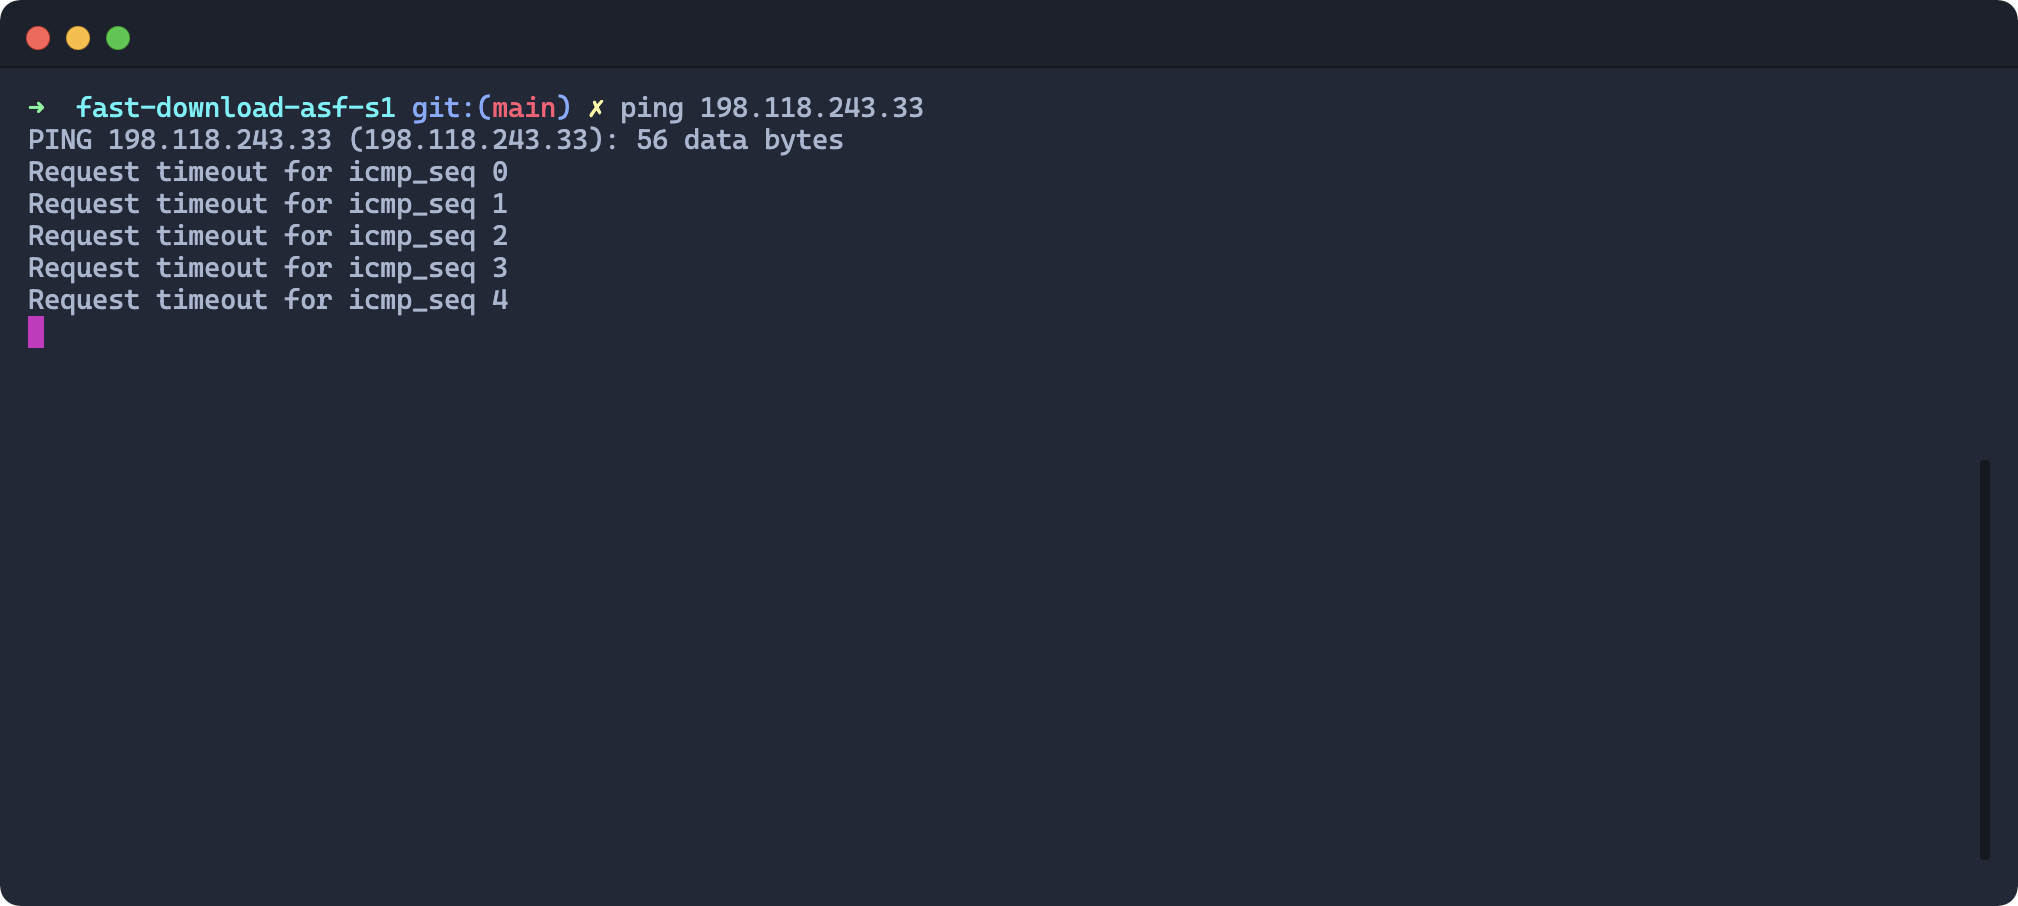 ➜  fast-download-asf-s1 git:(main) ✗ ping 198.118.243.33
PING 198.118.243.33 (198.118.243.33): 56 data bytes
Request timeout for icmp_seq 0
Request timeout for icmp_seq 1
Request timeout for icmp_seq 2
Request timeout for icmp_seq 3
Request timeout for icmp_seq 4